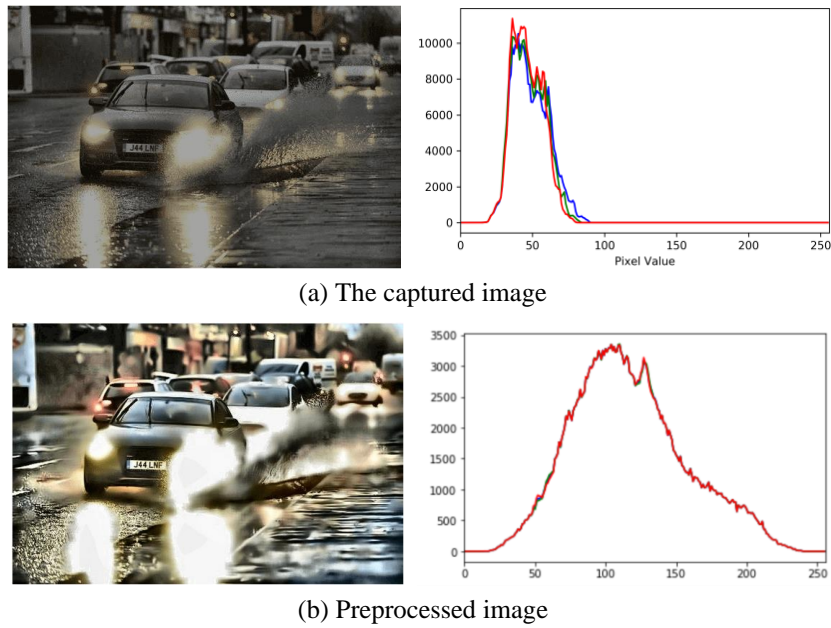 J44 LNF
10000
8000
6000
4000
2000
0
0 50 100 150 200 250
Pixel Value
(a) The captured image
J44 LNF
3500
3000
2500
2000
1500
1000
500
0
0 50 100 150 200 250
(b) Preprocessed image